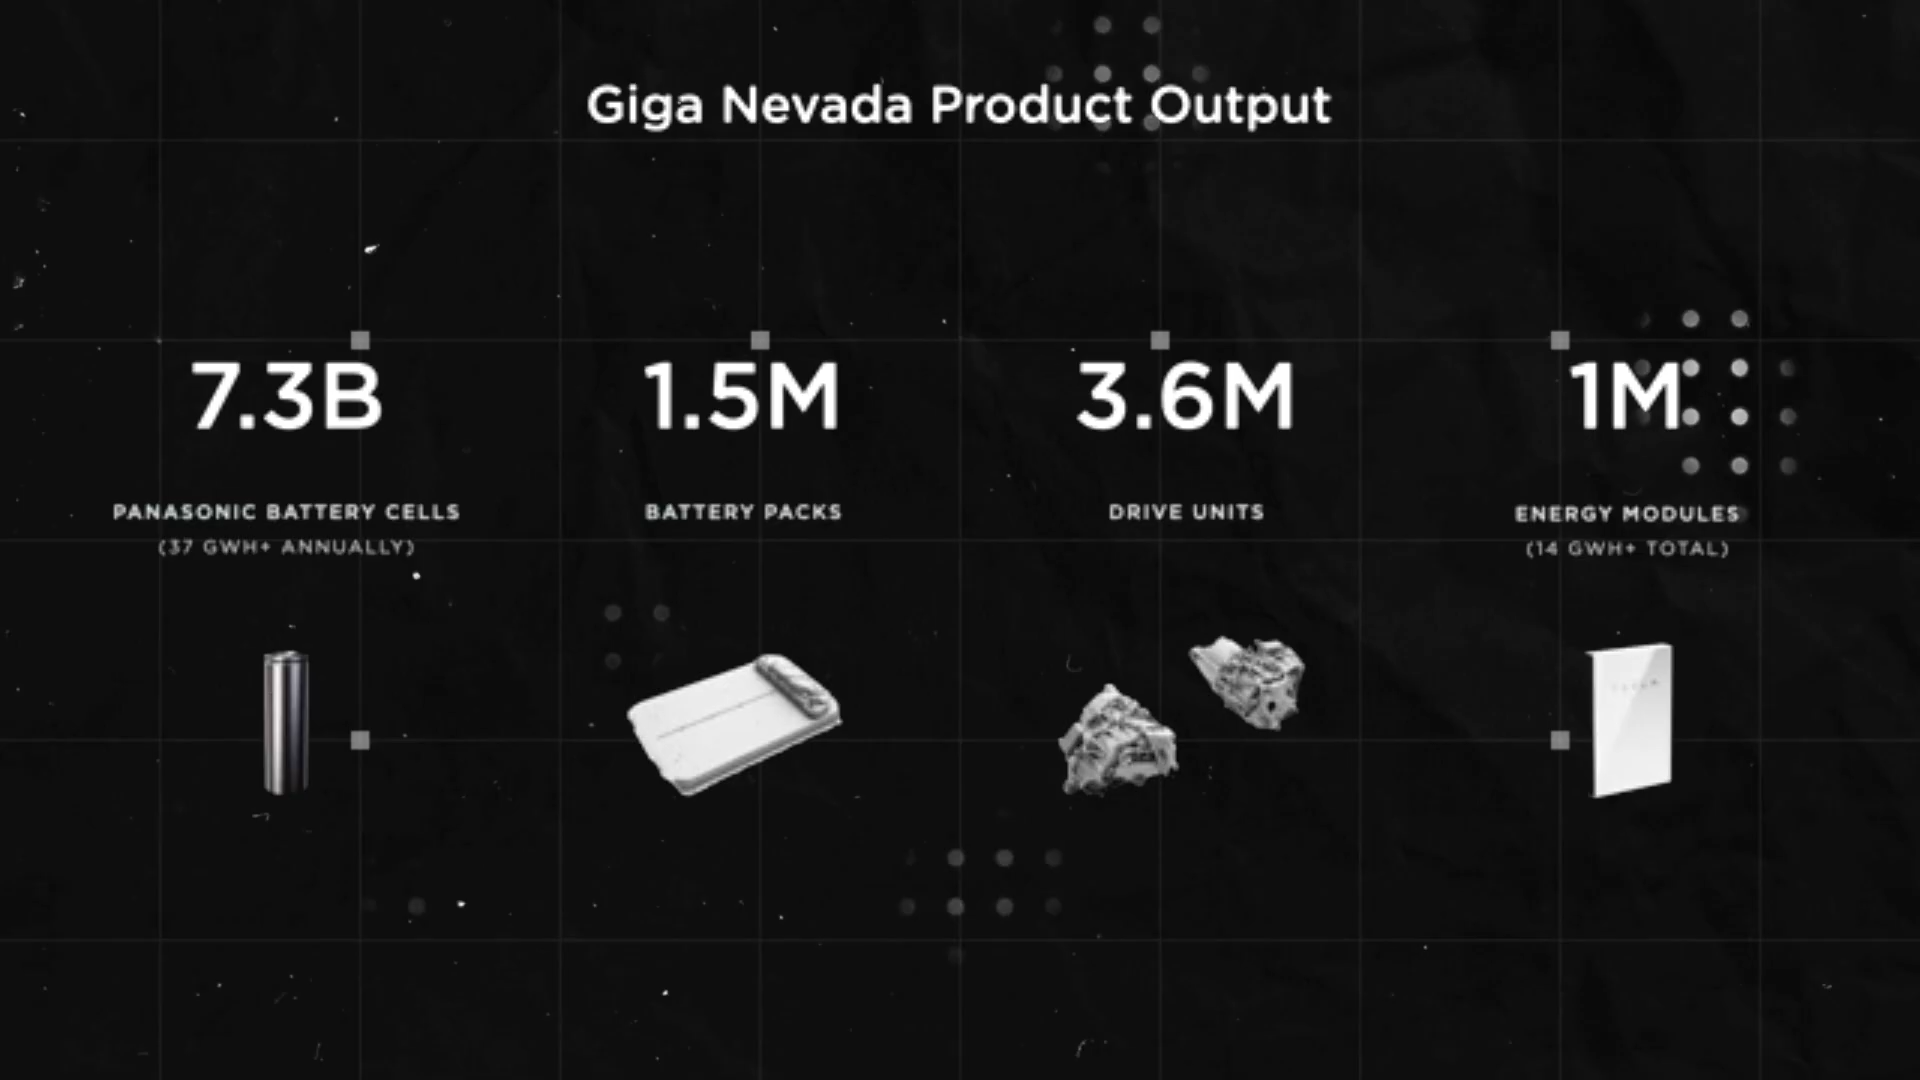 Giga Nevada Product Output
7.3B
PANASONIC BATTERY CELLS
(37 GWH+ ANNUALLY)
1.5M
BATTERY PACKS
3.6M
DRIVE UNITS
1M
ENERGY MODULES
(14 GWH+ TOTAL)